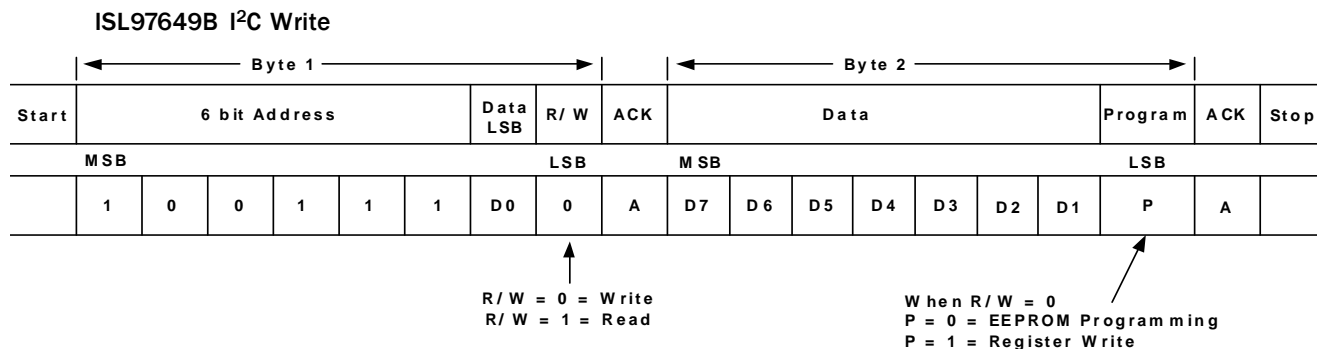 ISL97649B I²C Write
Byte 1 Byte 2
Start 6 bit Address Data LSB R/W ACK Data Program ACK Stop
MSB LSB MSB LSB
1 0 0 1 1 1 D0 0 A D7 D6 D5 D4 D3 D2 D1 P A
R/W = 0 = Write
R/W = 1 = Read
When R/W = 0
P = 0 = EEPROM Programming
P = 1 = Register Write